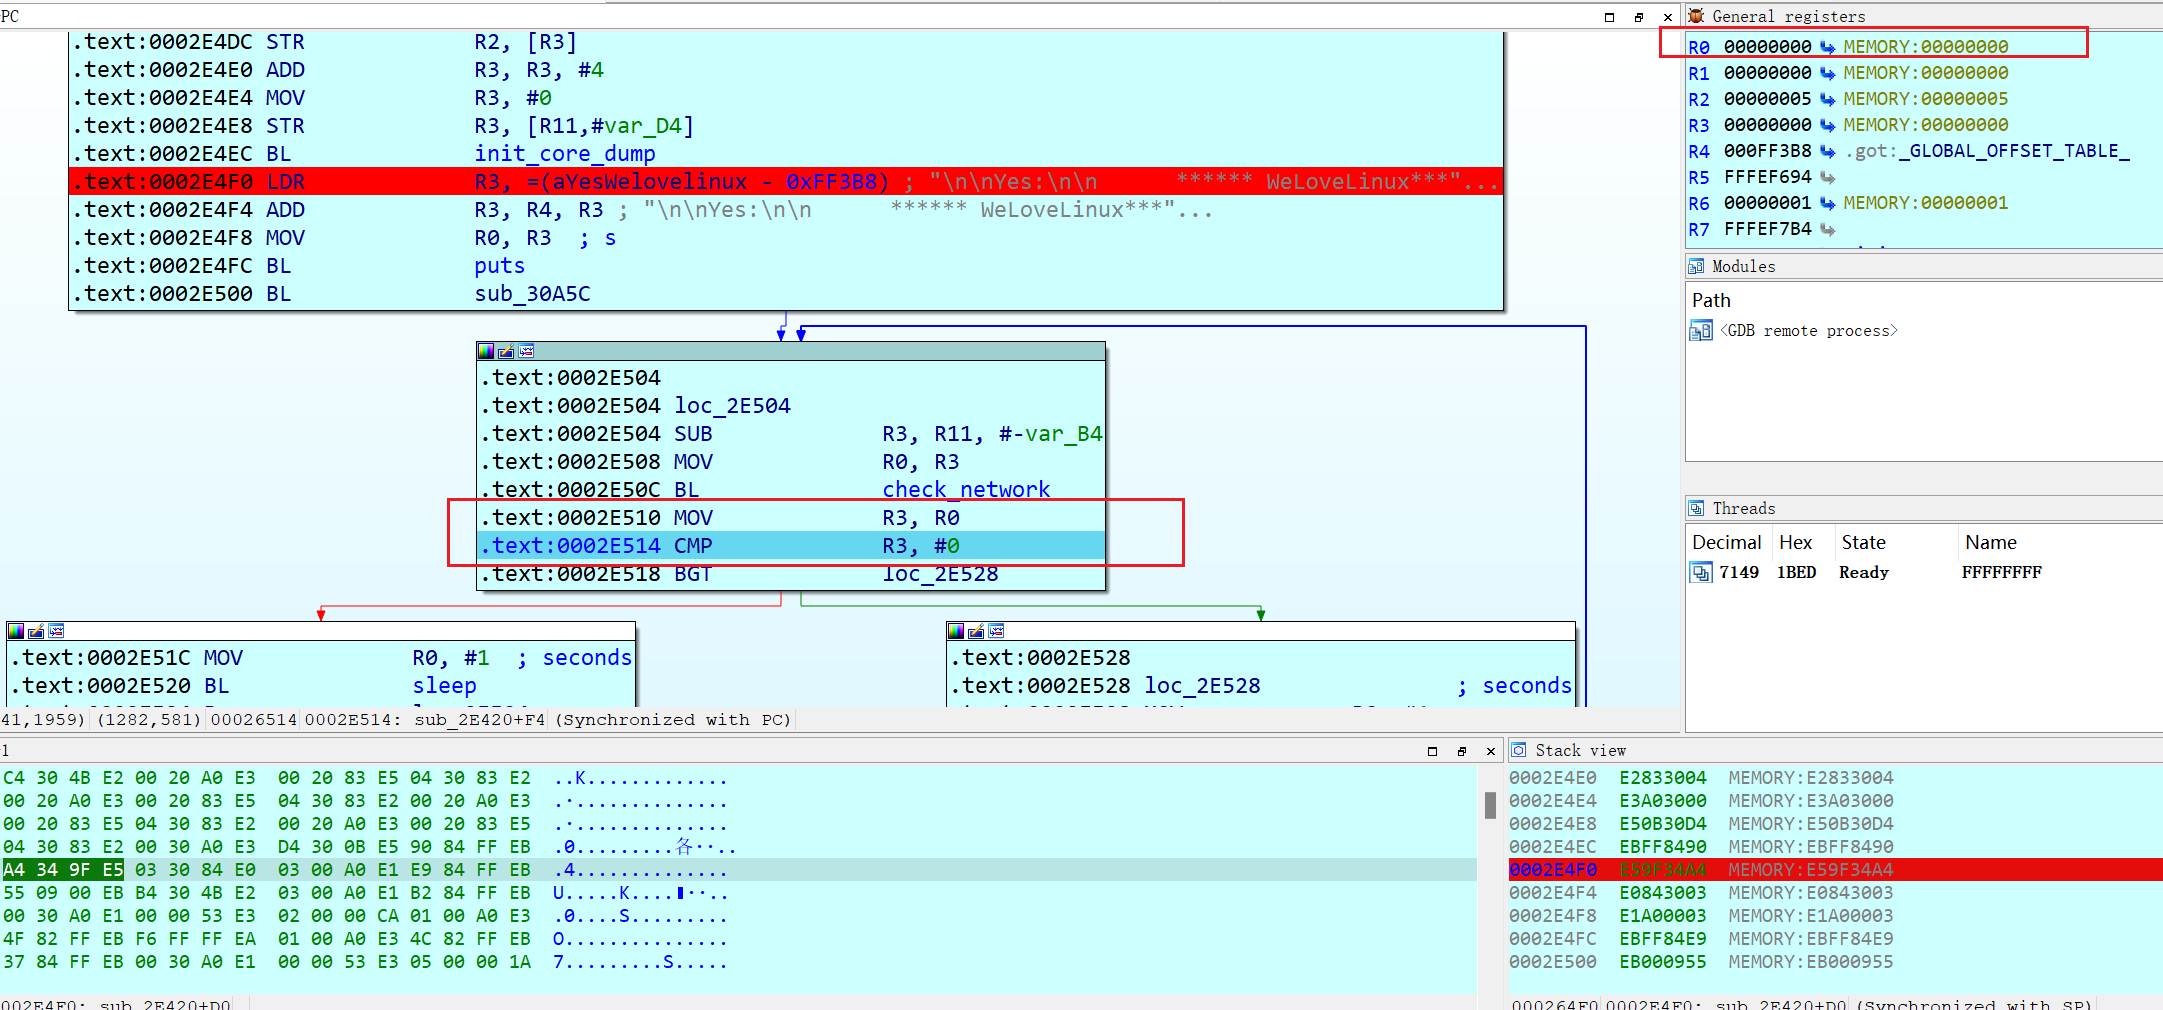 PC
.text:0002E4DC STR R2, [R3]
.text:0002E4E0 ADD R3, R3, #4
.text:0002E4E4 MOV R3, #0
.text:0002E4E8 STR R3, [R11,#var_D4]
.text:0002E4EC BL init_core_dump
.text:0002E4F0 LDR R3, =(aYesWelovelinux - 0xFF3B8) ; "\n\nYes:\n\n ****** WeLoveLinux***"...
.text:0002E4F4 ADD R3, R4, R3 ; "\n\nYes:\n\n ****** WeLoveLinux***"...
.text:0002E4F8 MOV R0, R3 ; s
.text:0002E4FC BL puts
.text:0002E500 BL sub_30A5C
.text:0002E504
.text:0002E504 loc_2E504
.text:0002E504 SUB R3, R11, #-var_B4
.text:0002E508 MOV R0, R3
.text:0002E50C BL check_network
.text:0002E510 MOV R3, R0
.text:0002E514 CMP R3, #0
.text:0002E518 BGT loc_2E528
.text:0002E51C MOV R0, #1 ; seconds
.text:0002E520 BL sleep
.text:0002E528
.text:0002E528 loc_2E528 ; seconds
41,1959) (1282,581) 00026514 0002E514: sub_2E420+F4 (Synchronized with PC)
General registers
R0 00000000 MEMORY:00000000
R1 00000000 MEMORY:00000000
R2 00000005 MEMORY:00000005
R3 00000000 MEMORY:00000000
R4 000FF3B8 .got:_GLOBAL_OFFSET_TABLE_
R5 FFFEF694
R6 00000001 MEMORY:00000001
R7 FFFEF7B4
Modules
Path
<GDB remote process>
Threads
Decimal Hex State Name
7149 1BED Ready FFFFFFFF
1
C4 30 4B E2 00 20 A0 E3 00 20 83 E5 04 30 83 E2 ..K.............
00 20 A0 E3 00 20 83 E5 04 30 83 E2 00 20 A0 E3
00 20 83 E5 04 30 83 E2 00 20 A0 E3 00 20 83 E5
04 30 83 E2 00 30 A0 E3 D4 30 0B E5 90 84 FF EB .0.........各..
A4 34 9F E5 03 30 84 E0 03 00 A0 E1 E9 84 FF EB .4..............
55 09 00 EB B4 30 4B E2 03 00 A0 E1 B2 84 FF EB U.....K....
00 30 A0 E1 00 00 53 E3 02 00 00 CA 01 00 A0 E3 .0....S.........
4F 82 FF EB F6 FF FF EA 01 00 A0 E3 4C 82 FF EB O...............
37 84 FF EB 00 30 A0 E1 00 00 53 E3 05 00 00 1A 7.........S.....
002E4F0: sub_2E420+D0
Stack view
0002E4E0 E2833004 MEMORY:E2833004
0002E4E4 E3A03000 MEMORY:E3A03000
0002E4E8 E50B30D4 MEMORY:E50B30D4
0002E4EC EBFF8490 MEMORY:EBFF8490
0002E4F0 E59F34A4 MEMORY:E59F34A4
0002E4F4 E0843003 MEMORY:E0843003
0002E4F8 E1A00003 MEMORY:E1A00003
0002E4FC EBFF84E9 MEMORY:EBFF84E9
0002E500 EB000955 MEMORY:EB000955
000264F0 0002E4F0: sub_2E420+D0 (Synchronized with SP)